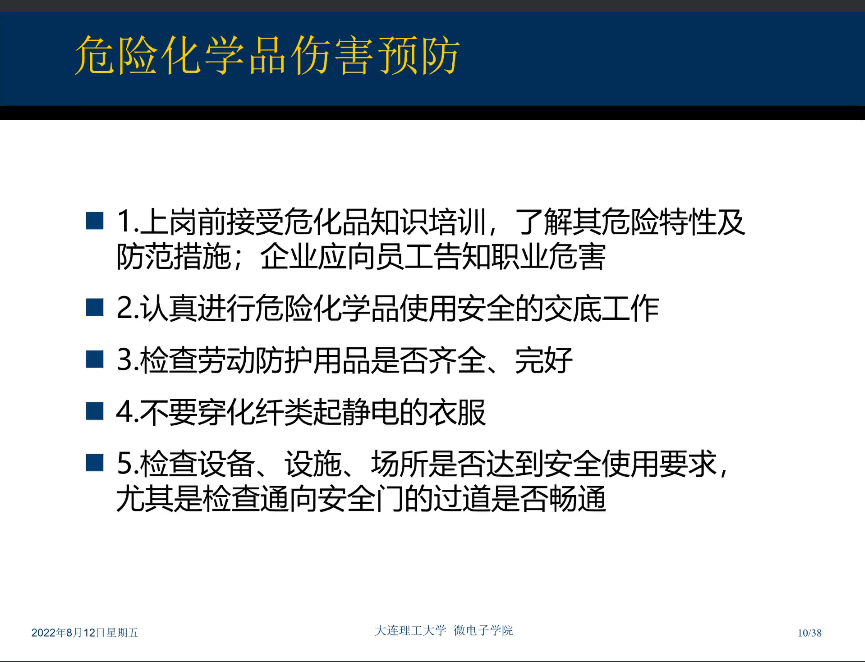 危险化学品伤害预防
1.上岗前接受危化品知识培训，了解其危险特性及
防范措施；企业应向员工告知职业危害
2.认真进行危险化学品使用安全的交底工作
3.检查劳动防护用品是否齐全、完好
4.不要穿化纤类起静电的衣服
5.检查设备、设施、场所是否达到安全使用要求，
尤其是检查通向安全门的过道是否畅通
2022年8月12日星期五
大连理工大学 微电子学院
10/38